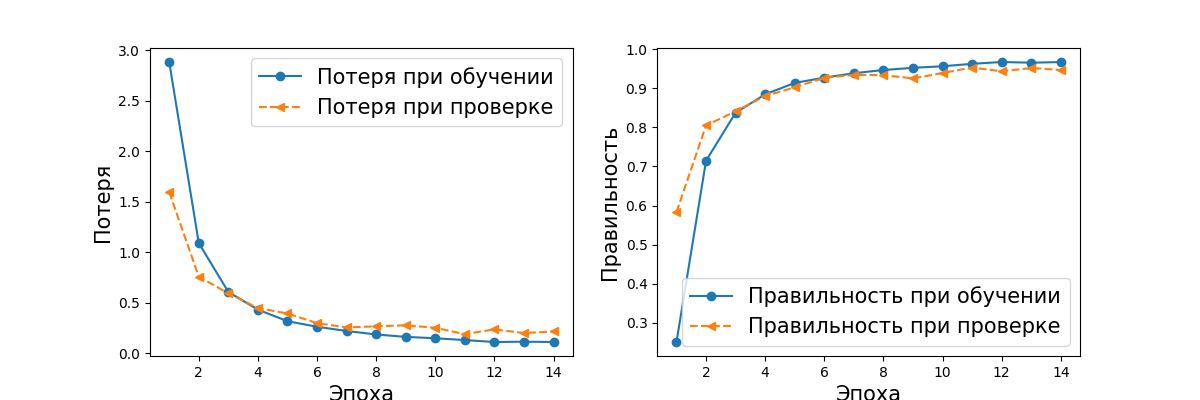 3.0
2.5
2.0
1.5
1.0
0.5
0.0
Потеря
Потеря при обучении
Потеря при проверке
2 4 6 8 10 12 14
Эпоха
1.0
0.9
0.8
0.7
0.6
0.5
0.4
0.3
Правильность
Правильность при обучении
Правильность при проверке
2 4 6 8 10 12 14
Эпоха